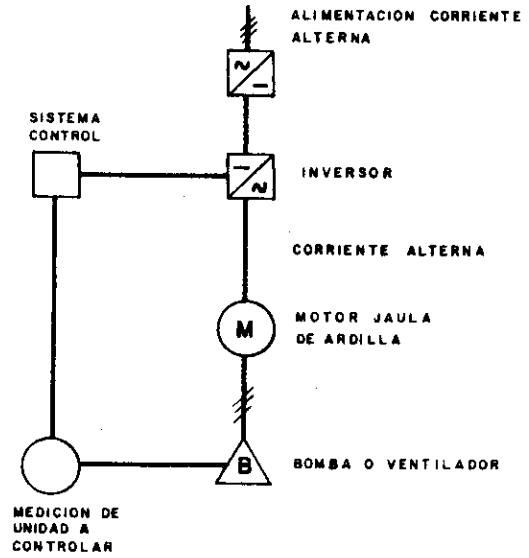 ALIMENTACION CORRIENTE
ALTERNA
SISTEMA
CONTROL
INVERSOR
CORRIENTE ALTERNA
M
MOTOR JAULA
DE ARDILLA
B
BOMBA O VENTILADOR
MEDICION DE
UNIDAD A
CONTROLAR